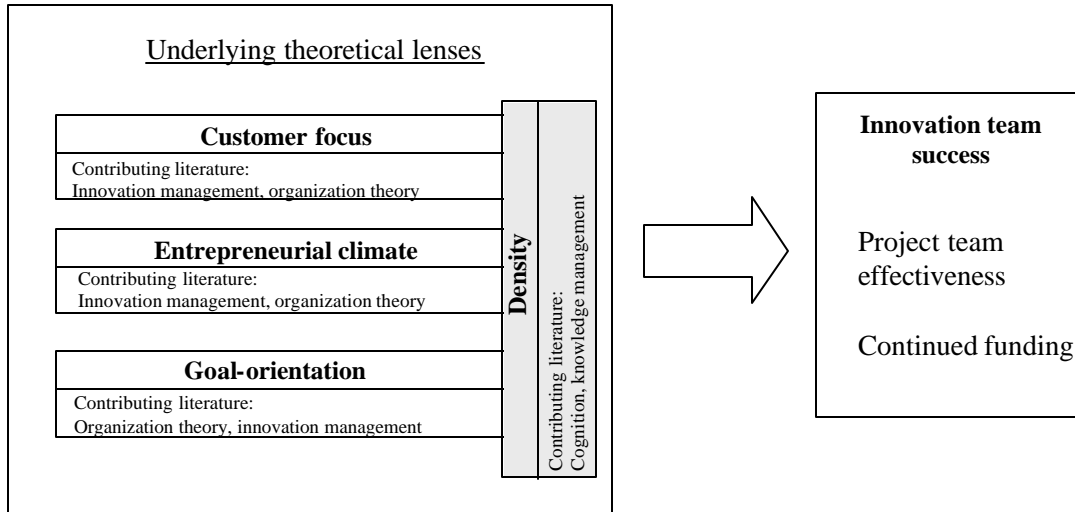 Underlying theoretical lenses
Customer focus
Contributing literature:
Innovation management, organization theory
Entrepreneurial climate
Contributing literature:
Innovation management, organization theory
Goal-orientation
Contributing literature:
Organization theory, innovation management
Density
Contributing literature:
Cognition, knowledge management
Innovation team
success
Project team
effectiveness
Continued funding